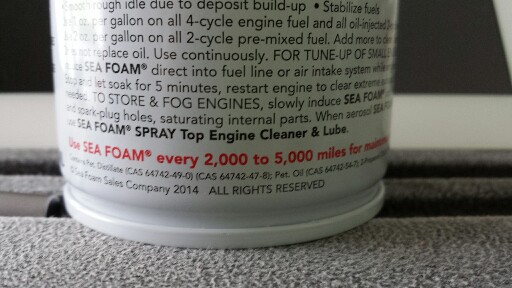 smooth rough idle due to deposit build-up • Stabilize fuels
oz. per gallon on all 4-cycle engine fuel and all oil-injected
oz. per gallon on all 2-cycle pre-mixed fuel. Add more to
not replace oil. Use continuously. FOR TUNE-UP OF SMALL
SEA FOAM® direct into fuel line or air intake system while
and let soak for 5 minutes, restart engine to clear extreme
needed. TO STORE & FOG ENGINES, slowly induce SEA FOAM®
and spark-plug holes, saturating internal parts. When aerosol SEA
use SEA FOAM® SPRAY Top Engine Cleaner & Lube.
Use SEA FOAM® every 2,000 to 5,000 miles for
Pet. Distillate (CAS 64742-49-0) (CAS 64742-47-8); Pet. Oil (CAS 64742-54-7);
Sea Foam Sales Company 2014 ALL RIGHTS RESERVED